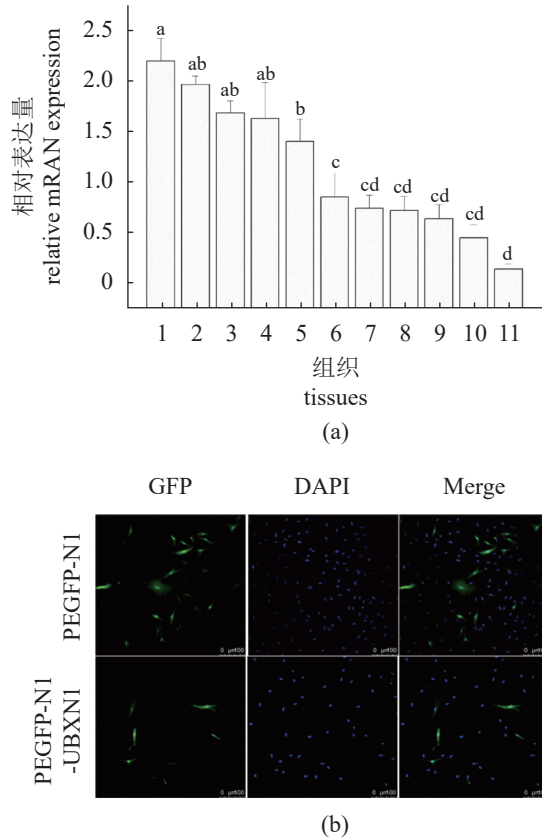 相对表达量
relative mRAN expression
2.5
2.0
1.5
1.0
0.5
0
a
ab
ab
ab
b
c
cd
cd
cd
cd
d
1 2 3 4 5 6 7 8 9 10 11
组织
tissues
(a)
GFP DAPI Merge
PEGFP-N1
PEGFP-N1
-UBXN1
(b)